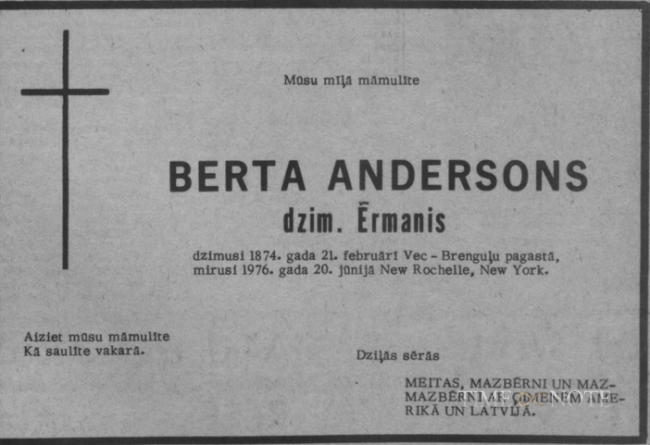 Mūsu mīļā māmulīte
BERTA ANDERSONS
dzim. Ērmanis
dzimusi 1874. gada 21. februārī Vec - Brenguļu pagastā,
mirusi 1976. gada 20. jūnijā New Rochelle, New York.
Aiziet mūsu māmulīte
Kā saulīte vakarā.
Dziļās sērās
MEITAS, MAZBĒRNI UN MAZ-
MAZBĒRNI AR ĢIMENĒM AME-
RIKĀ UN LATVIJĀ.